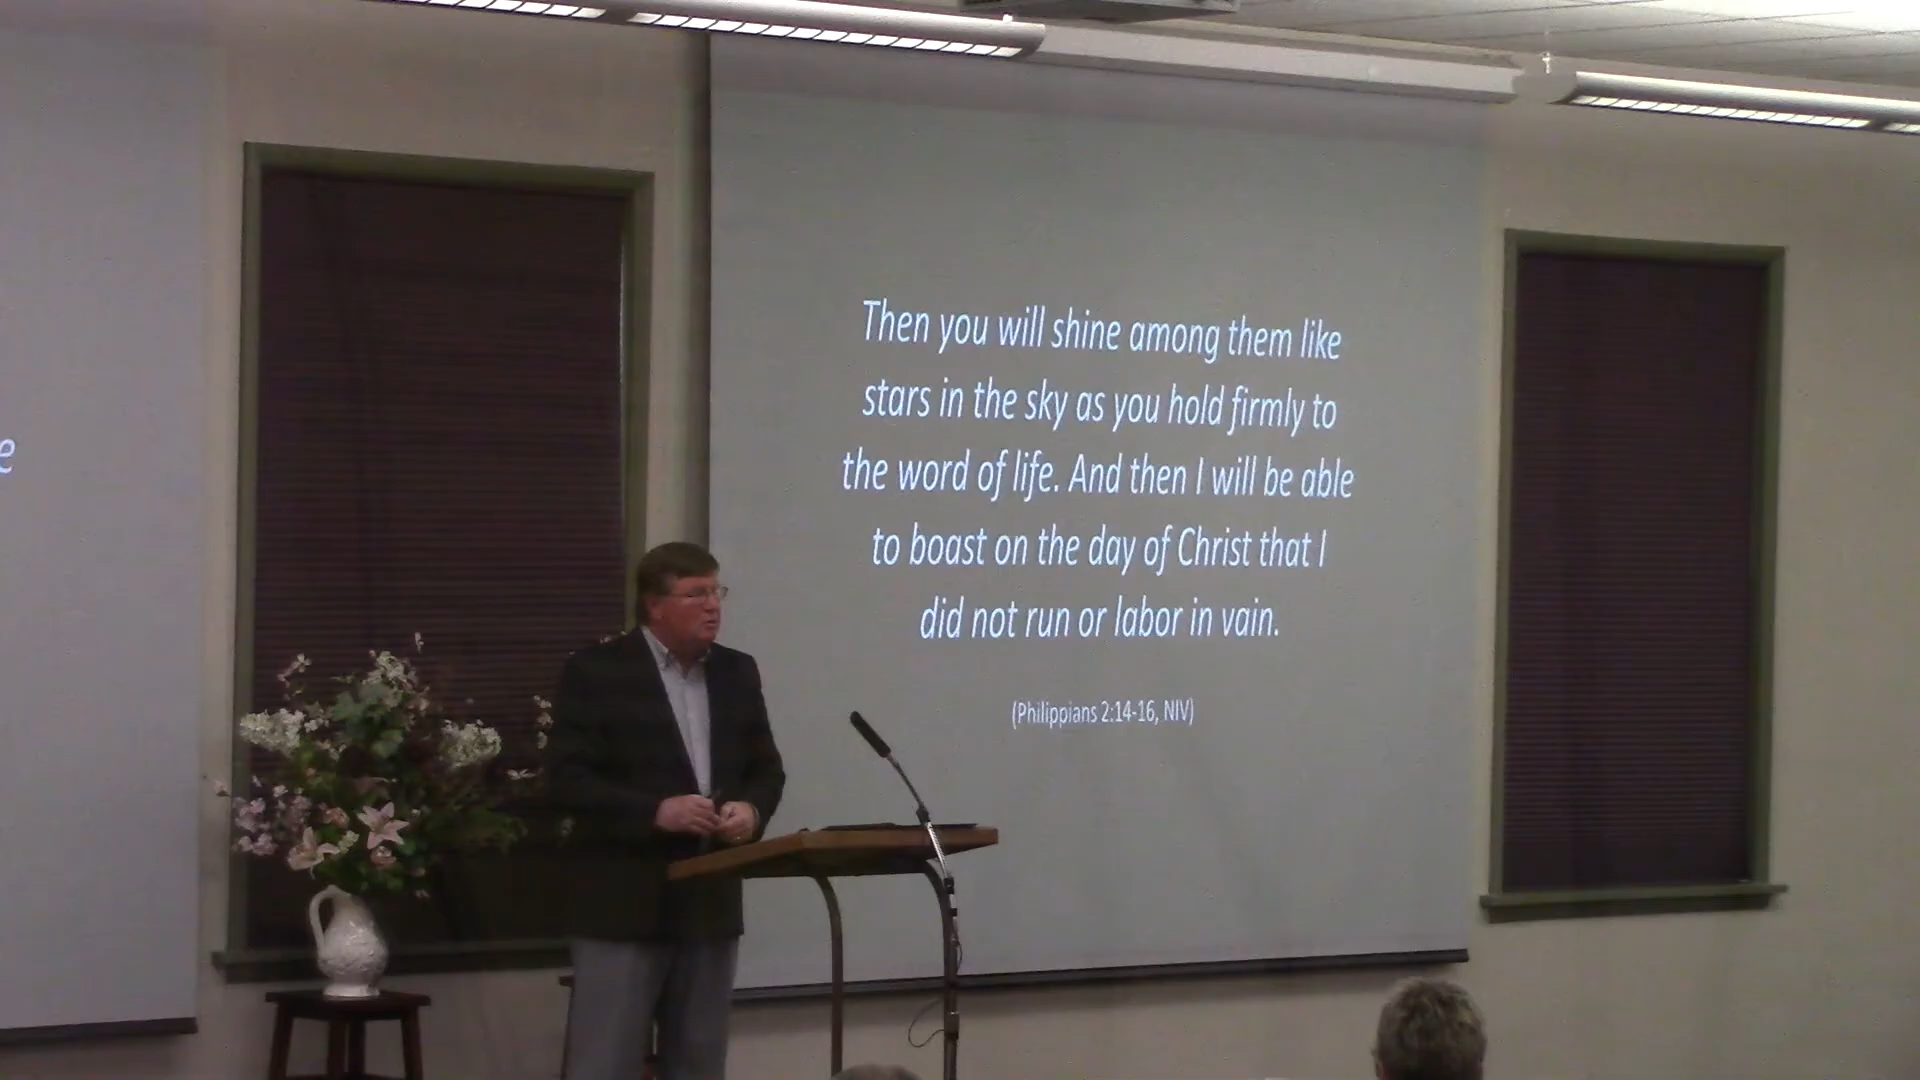 e
Then you will shine among them like
stars in the sky as you hold firmly to
the word of life. And then I will be able
to boast on the day of Christ that I
did not run or labor in vain.
(Philippians 2:14-16, NIV)